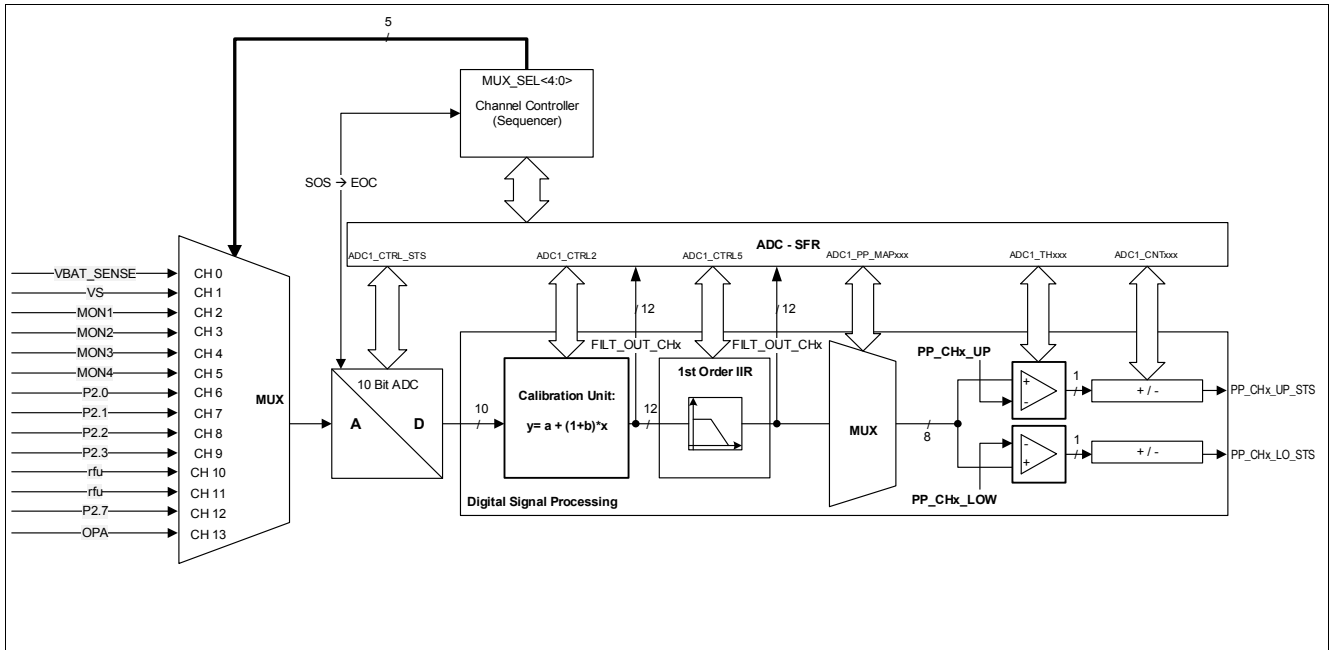 5
MUX_SEL<4:0>
Channel Controller
(Sequencer)
SOS → EOC
ADC - SFR
ADC1_CTRL_STS
ADC1_CTRL2
ADC1_CTRL5
ADC1_PP_MAPxxx
ADC1_THxxx
ADC1_CNTxxx
VBAT_SENSE
CH 0
VS
CH 1
MON1
CH 2
MON2
CH 3
MON3
CH 4
MON4
CH 5
P2.0
CH 6
P2.1
CH 7
P2.2
CH 8
P2.3
CH 9
rfu
CH 10
rfu
CH 11
P2.7
CH 12
OPA
CH 13
MUX
10 Bit ADC
A
D
10
12
12
FILT_OUT_CHx
FILT_OUT_CHx
Calibration Unit:
y= a + (1+b)*x
12
1st Order IIR
MUX
8
PP_CHx_UP
+
-
1
+ / -
PP_CHx_UP_STS
-
+
1
+ / -
PP_CHx_LO_STS
PP_CHx_LOW
Digital Signal Processing